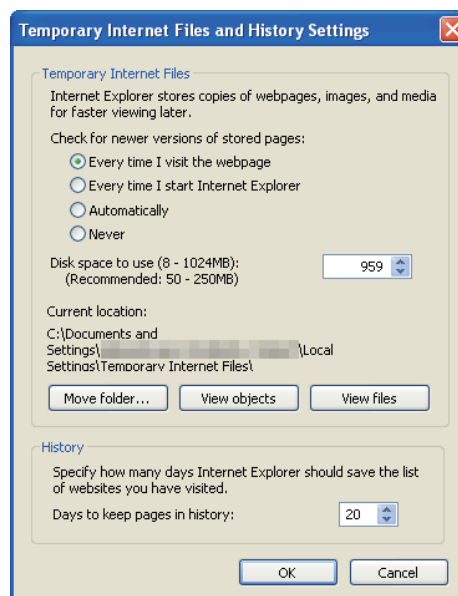 Temporary Internet Files and History Settings
Temporary Internet Files
Internet Explorer stores copies of webpages, images, and media
for faster viewing later.
Check for newer versions of stored pages:
Every time I visit the webpage
Every time I start Internet Explorer
Automatically
Never
Disk space to use (8 - 1024MB):
959
(Recommended: 50 - 250MB)
Current location:
C:\Documents and
Settings\ \Local
Settings\Temporary Internet Files\
Move folder... View objects View files
History
Specify how many days Internet Explorer should save the list
of websites you have visited.
Days to keep pages in history: 20
OK Cancel